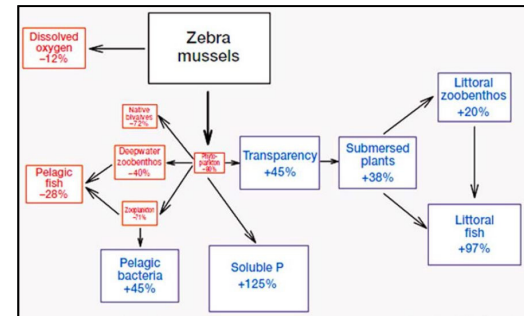 Dissolved
oxygen
–12%
Zebra
mussels
Native
bivalves
–72%
Deepwater
zoobenthos
–40%
Pelagic
fish
–28%
Zooplankton
–71%
Pelagic
bacteria
+45%
Transparency
+45%
Soluble P
+125%
Submersed
plants
+38%
Littoral
zoobenthos
+20%
Littoral
fish
+97%